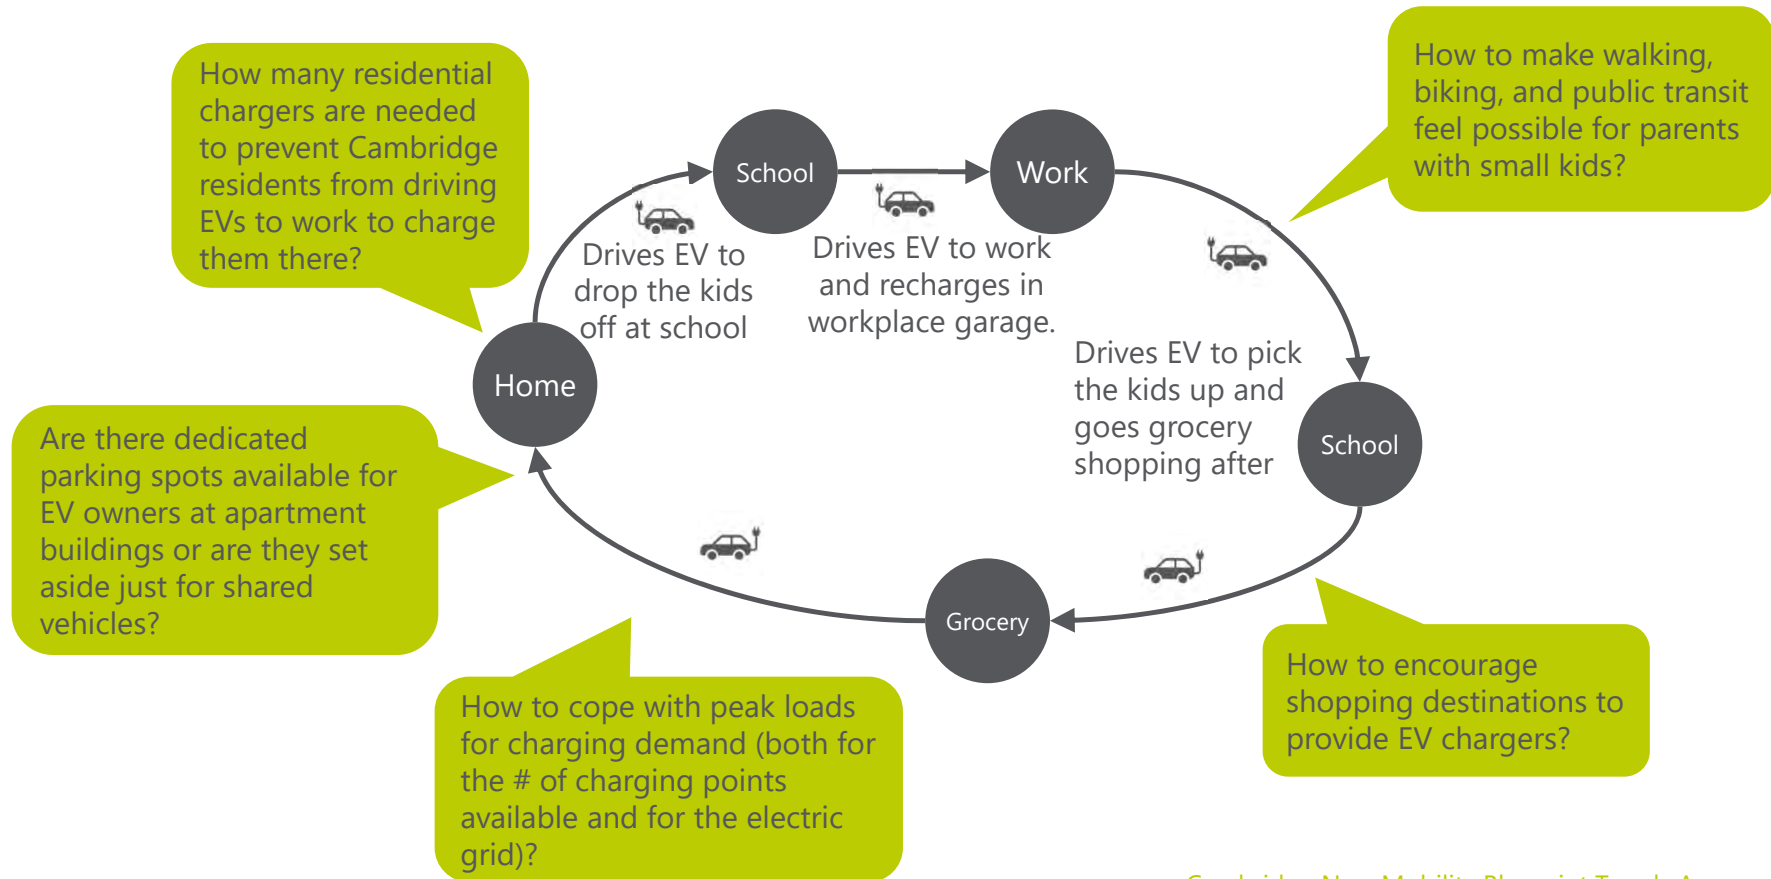 How many residential
chargers are needed
to prevent Cambridge
residents from driving
EVs to work to charge
them there?
School
Work
How to make walking,
biking, and public transit
feel possible for parents
with small kids?
Drives EV to
drop the kids
off at school
Drives EV to work
and recharges in
workplace garage.
Home
Drives EV to pick
the kids up and
goes grocery
shopping after
School
Are there dedicated
parking spots available for
EV owners at apartment
buildings or are they set
aside just for shared
vehicles?
Grocery
How to cope with peak loads
for charging demand (both for
the # of charging points
available and for the electric
grid)?
How to encourage
shopping destinations to
provide EV chargers?